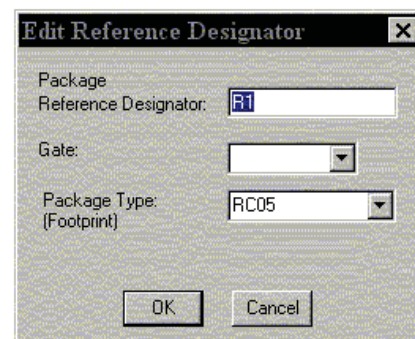 Edit Reference Designator
Package
Reference Designator: R1
Gate:
Package Type: RC05
(Footprint)
OK Cancel